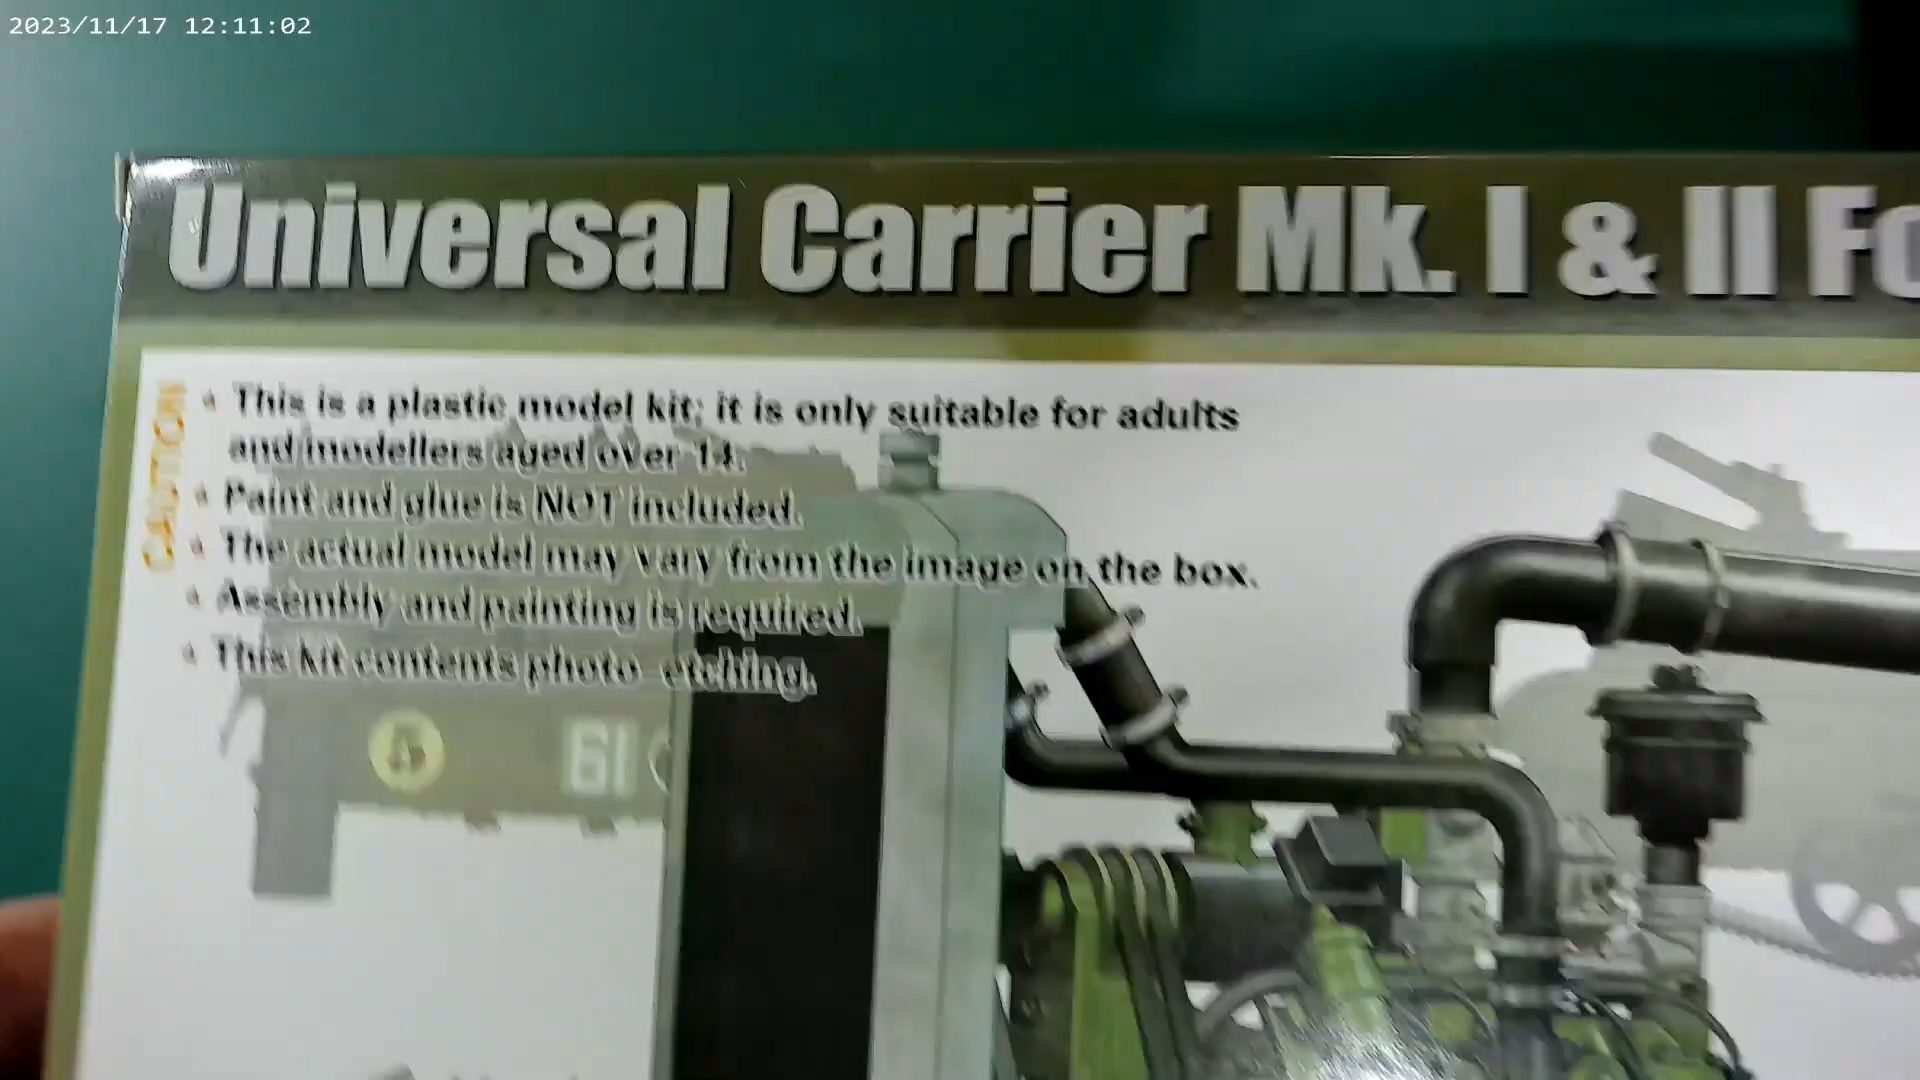 2023/11/17 12:11:02
Universal Carrier Mk. I & II Fo
CAUTION
This is a plastic model kit; it is only suitable for adults
and modellers aged over 14.
Paint and glue is NOT included.
The actual model may vary from the image on the box.
Assembly and painting is required.
This kit contents photo etching.
5
61